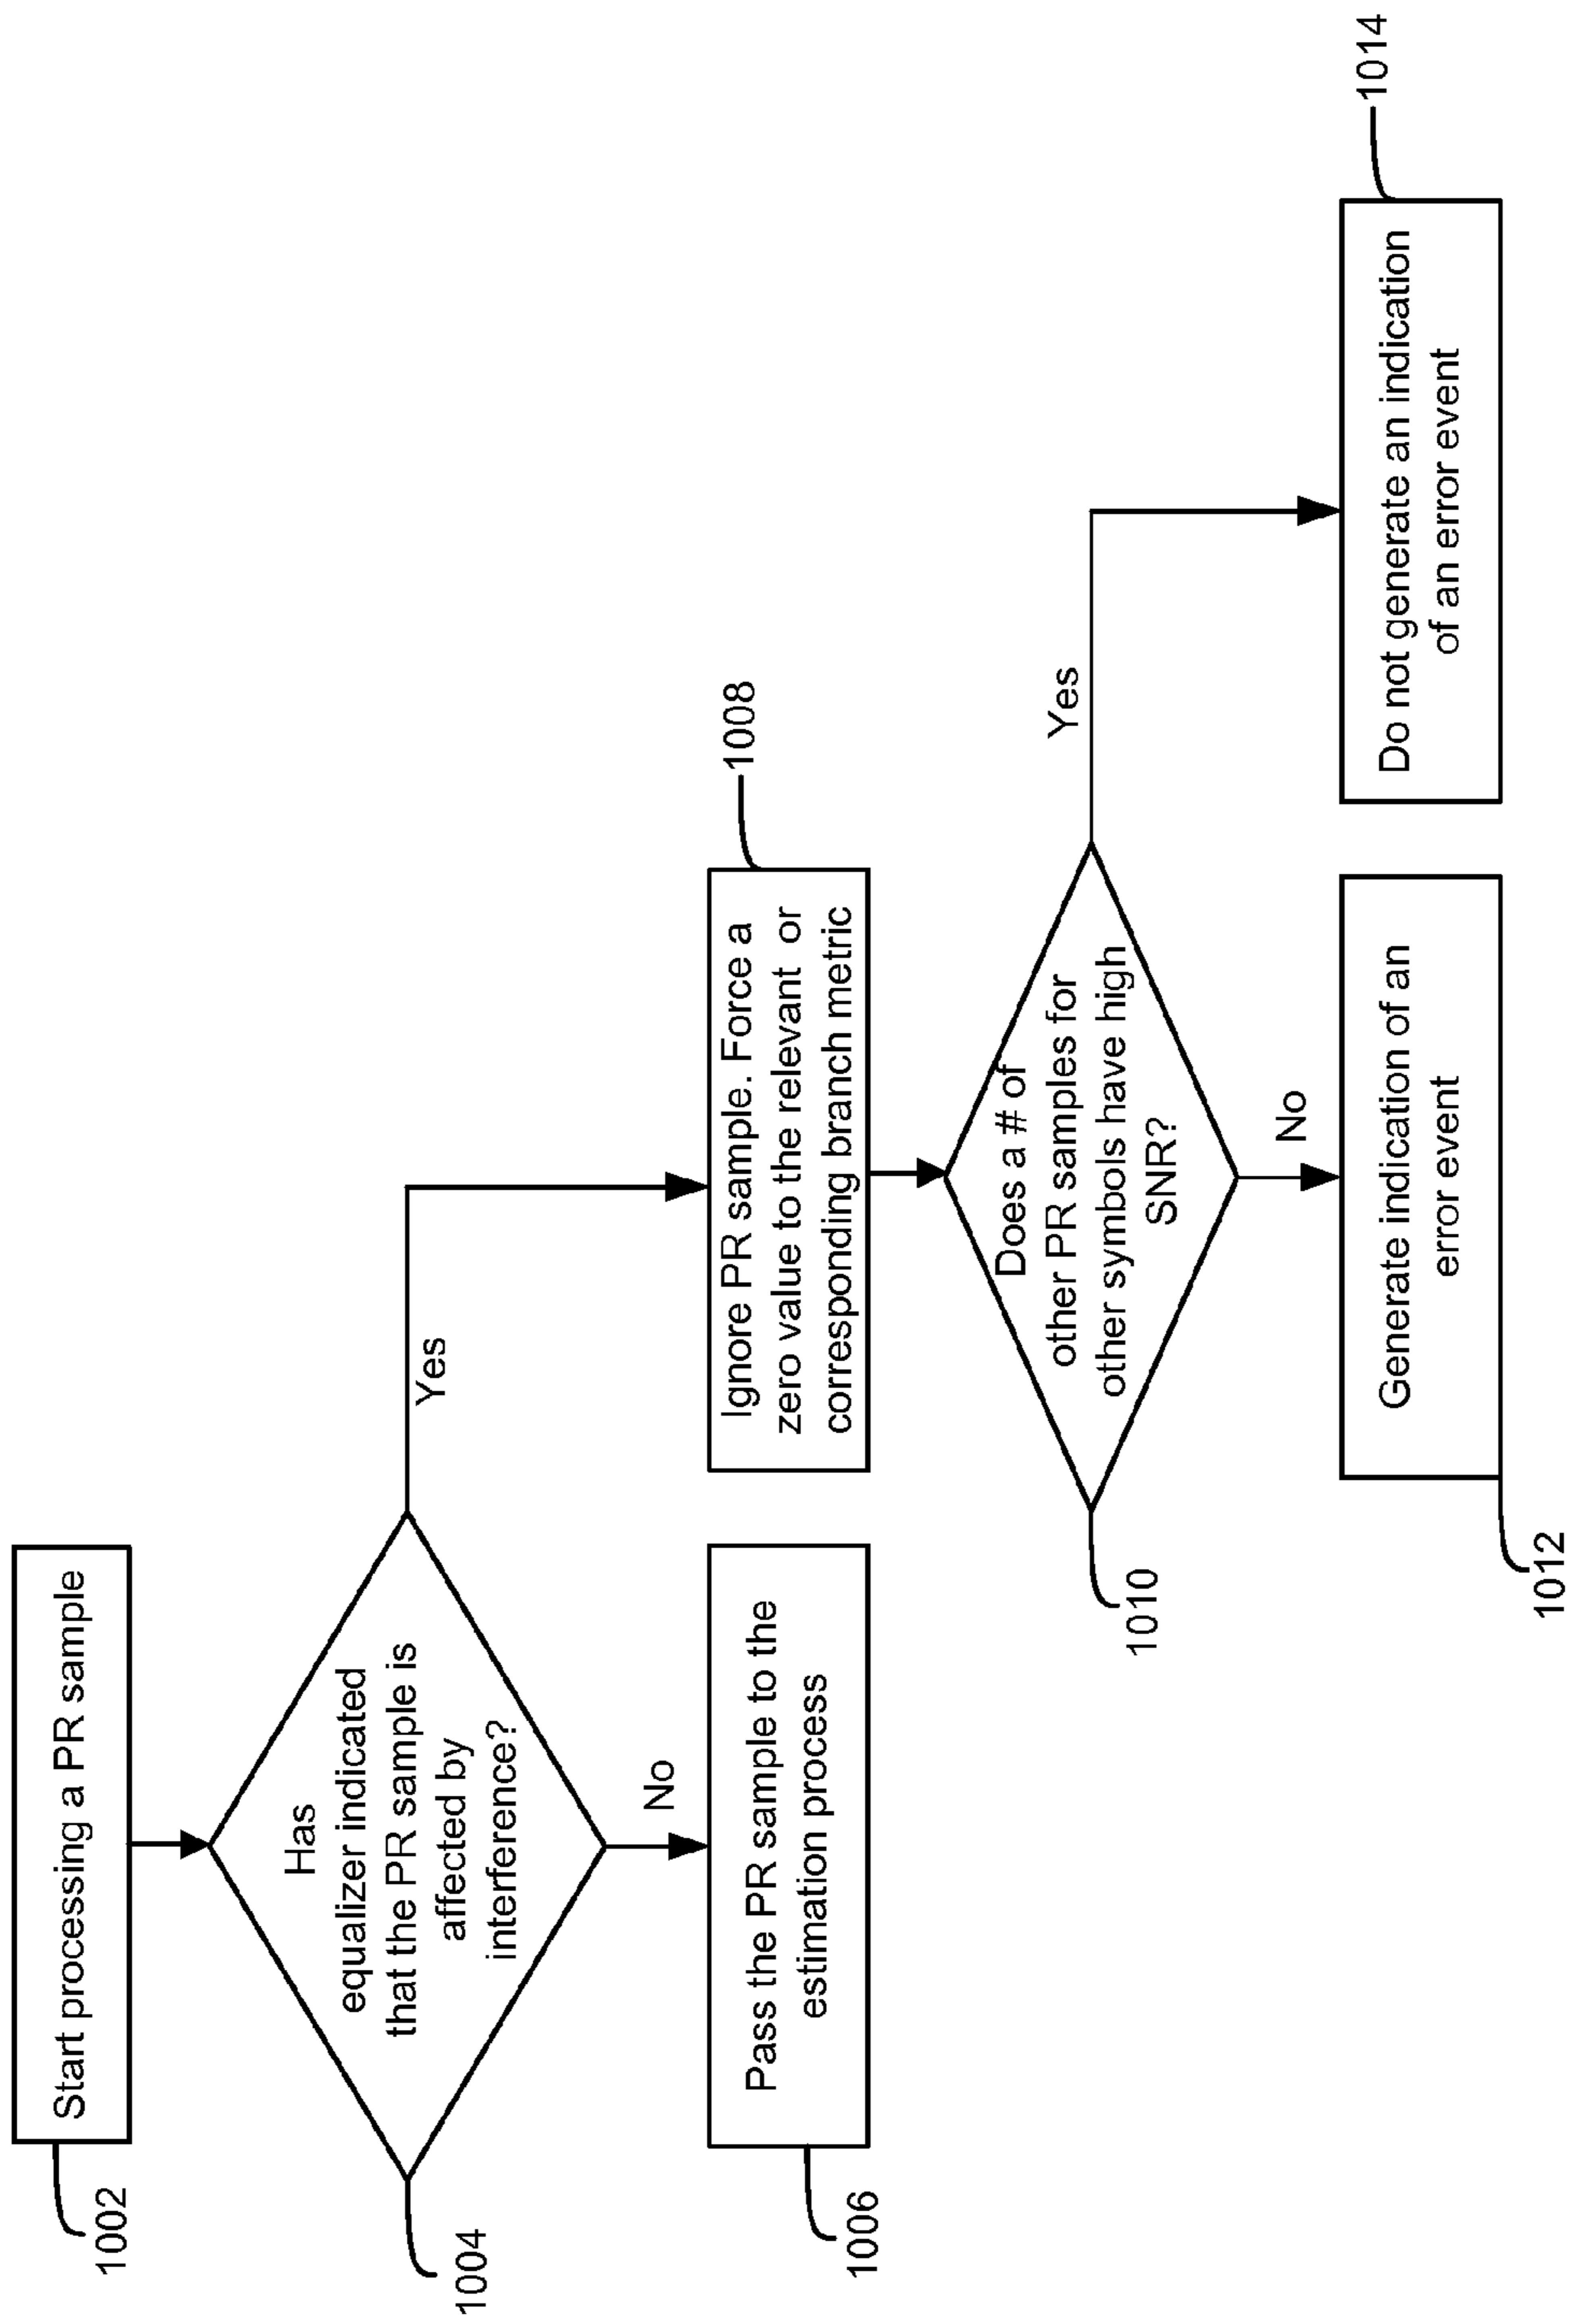 Start processing a PR sample
1002
Has
equalizer indicated
that the PR sample is
affected by
interference?
1004
Yes
No
Pass the PR sample to the
estimation process
1006
Ignore PR sample. Force a
zero value to the relevant or
corresponding branch metric
1008
Does a # of
other PR samples for
other symbols have high
SNR?
1010
Yes
No
Generate indication of an
error event
1012
Do not generate an indication
of an error event
1014